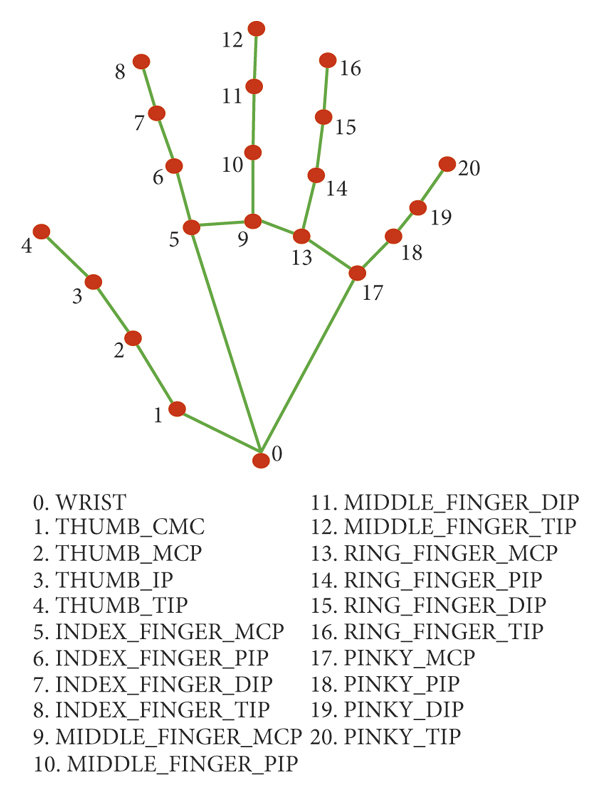 12
8
16
11
7
15
10
6
20
14
19
5
9
4
18
13
3
17
2
1
0
0. WRIST
1. THUMB_CMC
2. THUMB_MCP
3. THUMB_IP
4. THUMB_TIP
5. INDEX_FINGER_MCP
6. INDEX_FINGER_PIP
7. INDEX_FINGER_DIP
8. INDEX_FINGER_TIP
9. MIDDLE_FINGER_MCP
10. MIDDLE_FINGER_PIP
11. MIDDLE_FINGER_DIP
12. MIDDLE_FINGER_TIP
13. RING_FINGER_MCP
14. RING_FINGER_PIP
15. RING_FINGER_DIP
16. RING_FINGER_TIP
17. PINKY_MCP
18. PINKY_PIP
19. PINKY_DIP
20. PINKY_TIP